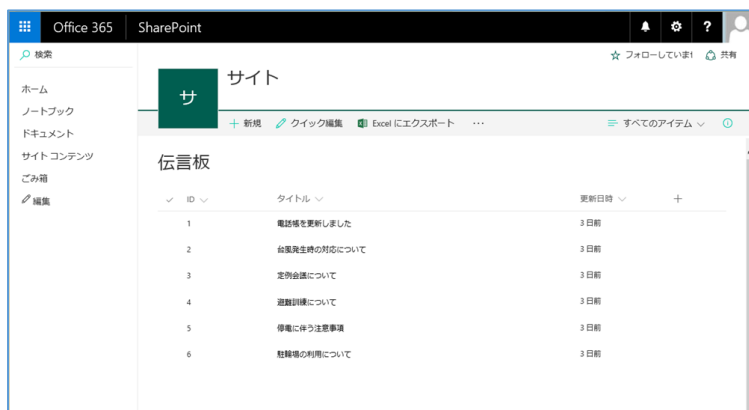 Office 365 SharePoint ?
検索
☆ フォローしています 共有
サ サイト
ホーム
ノートブック
ドキュメント
サイト コンテンツ
ごみ箱
編集
+ 新規 クイック編集 Excel にエクスポート … すべてのアイテム
伝言板
ID タイトル 更新日時 +
1 電話帳を更新しました 3 日前
2 台風発生時の対応について 3 日前
3 定例会議について 3 日前
4 避難訓練について 3 日前
5 停電に伴う注意事項 3 日前
6 駐輪場の利用について 3 日前